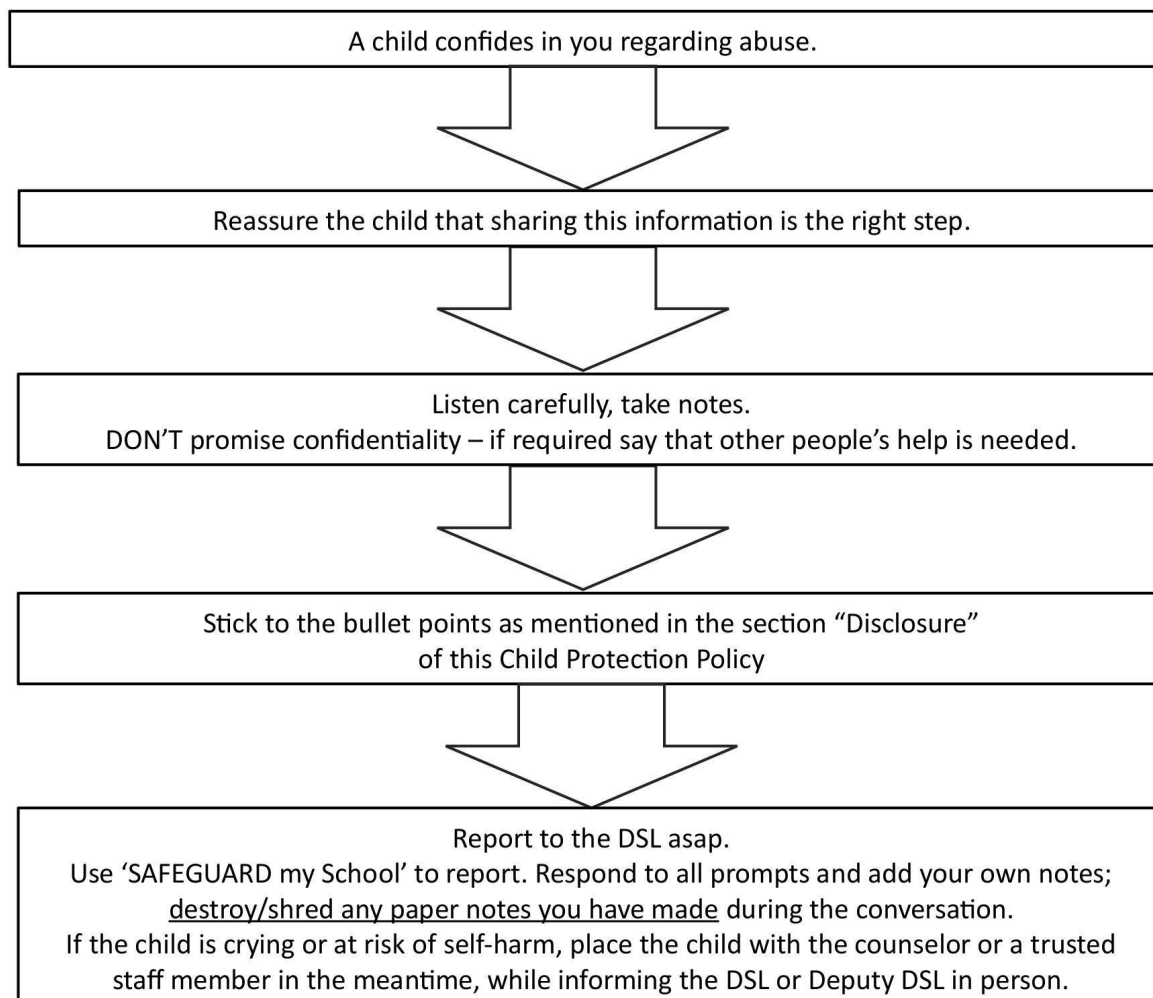 A child confides in you regarding abuse.
Reassure the child that sharing this information is the right step.
Listen carefully, take notes.
DON’T promise confidentiality – if required say that other people’s help is needed.
Stick to the bullet points as mentioned in the section “Disclosure”
of this Child Protection Policy
Report to the DSL asap.
Use ‘SAFEGUARD my School’ to report. Respond to all prompts and add your own notes;
destroy/shred any paper notes you have made during the conversation.
If the child is crying or at risk of self-harm, place the child with the counselor or a trusted
staff member in the meantime, while informing the DSL or Deputy DSL in person.